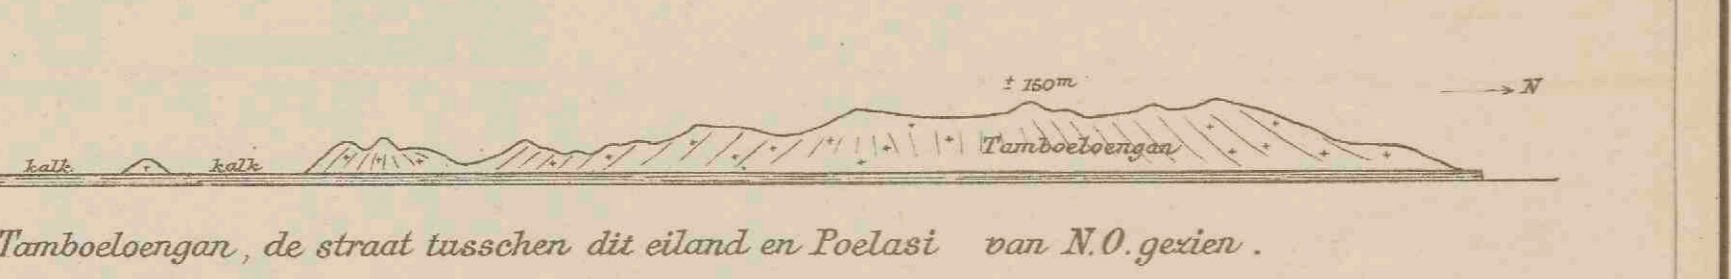 ± 150m
N
kalk.
kalk
Tamboeloengan
Tamboeloengan, de straat tusschen dit eiland en Poelasi van N.O. gezien.